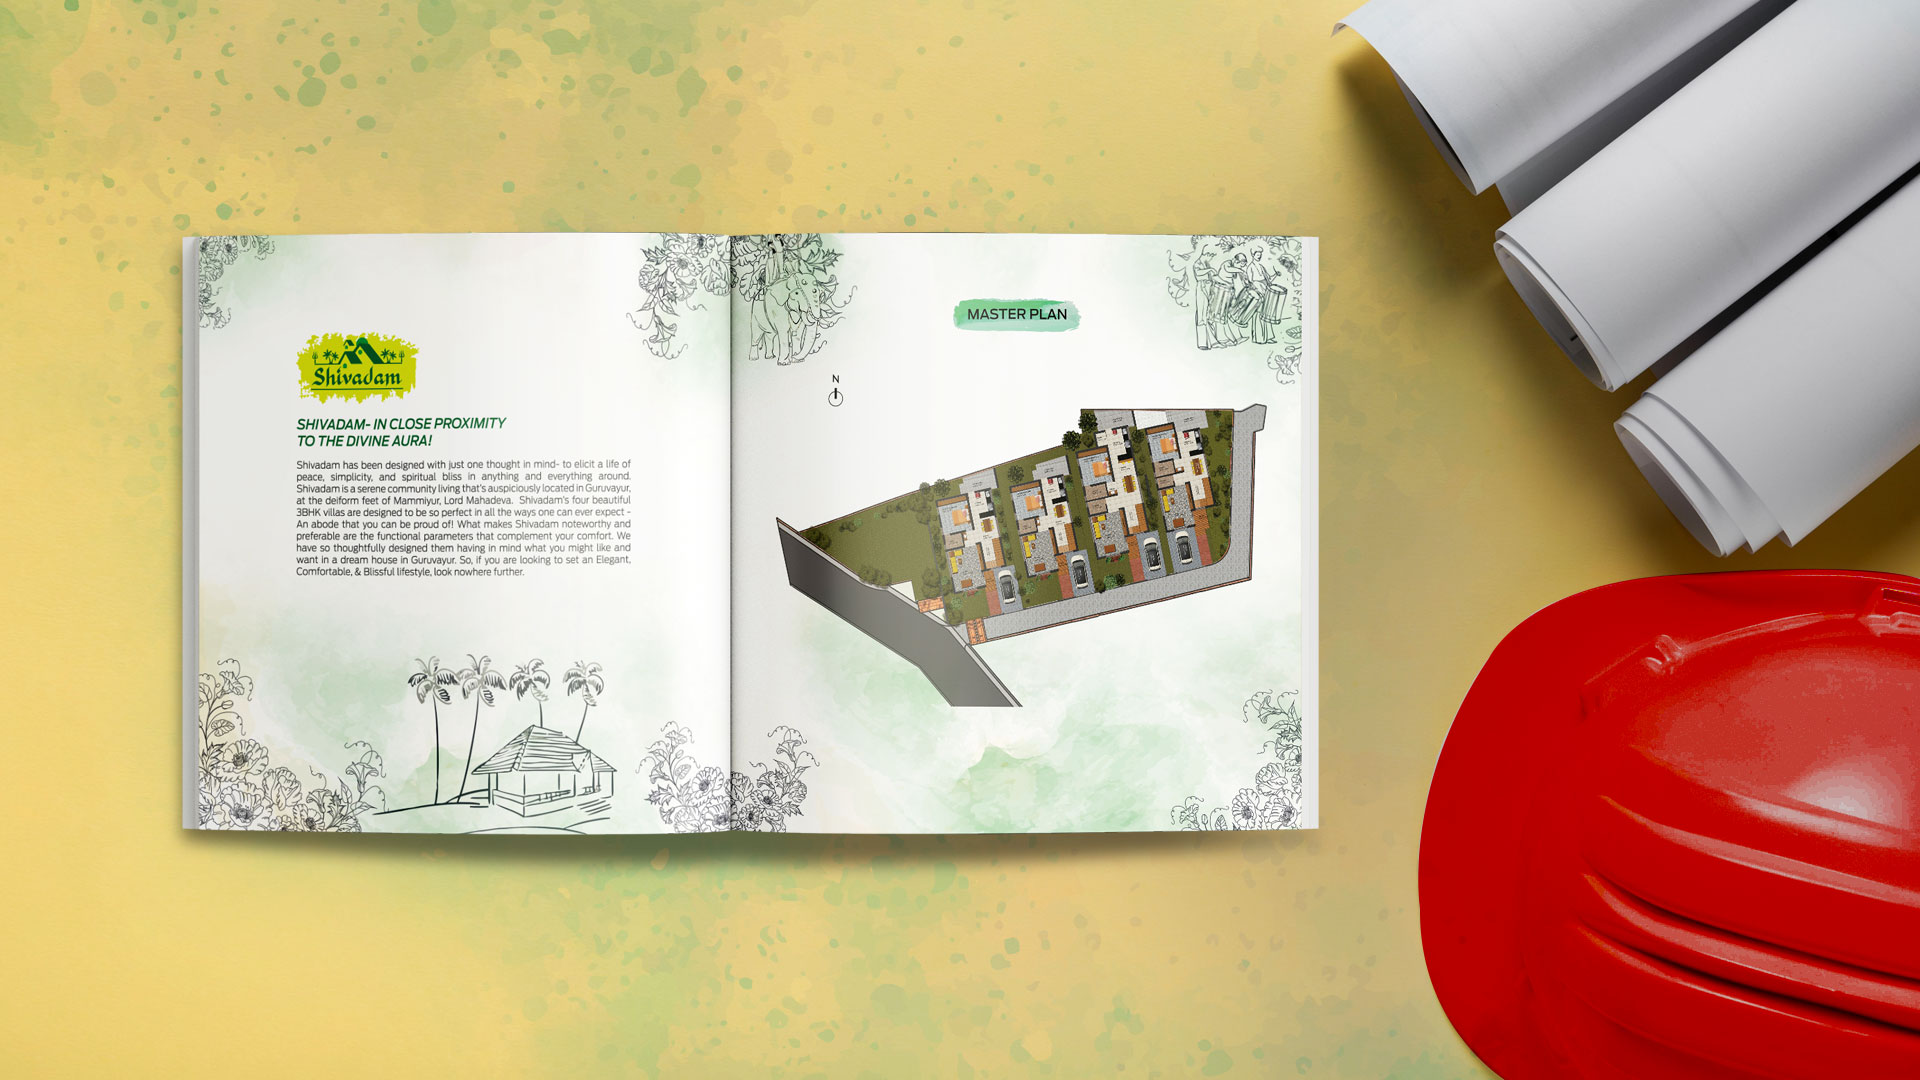 Shivadam
SHIVADAM- IN CLOSE PROXIMITY
TO THE DIVINE AURA!
Shivadam has been designed with just one thought in mind- to elicit a life of
peace, simplicity, and spiritual bliss in anything and everything around.
Shivadam is a serene community living that's auspiciously located in Guruvayur,
at the deiform feet of Mammiyur, Lord Mahadeva. Shivadam's four beautiful
3BHK villas are designed to be so perfect in all the ways one can ever expect -
An abode that you can be proud of! What makes Shivadam noteworthy and
preferable are the functional parameters that complement your comfort. We
have so thoughtfully designed them having in mind what you might like and
want in a dream house in Guruvayur. So, if you are looking to set an Elegant,
Comfortable, & Blissful lifestyle, look nowhere further.
MASTER PLAN
N